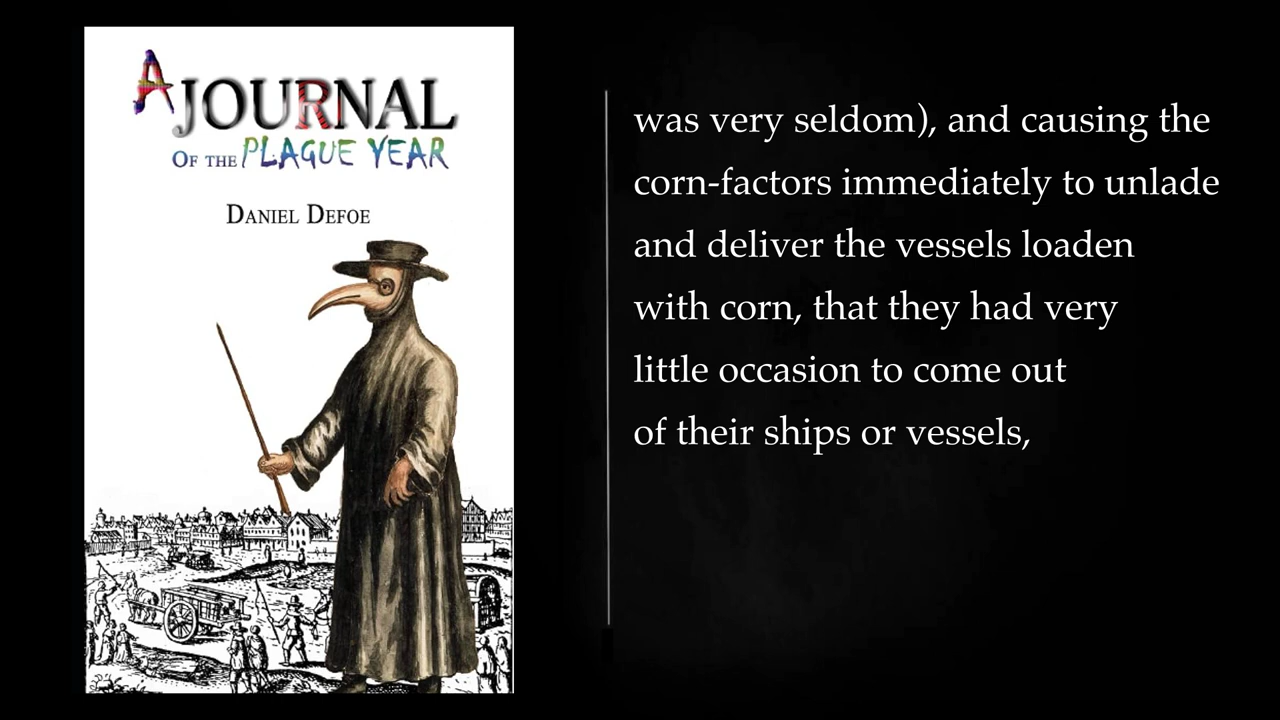 A JOURNAL
OF THE PLAGUE YEAR
DANIEL DEFOE
was very seldom), and causing the
corn-factors immediately to unlade
and deliver the vessels loaden
with corn, that they had very
little occasion to come out
of their ships or vessels,